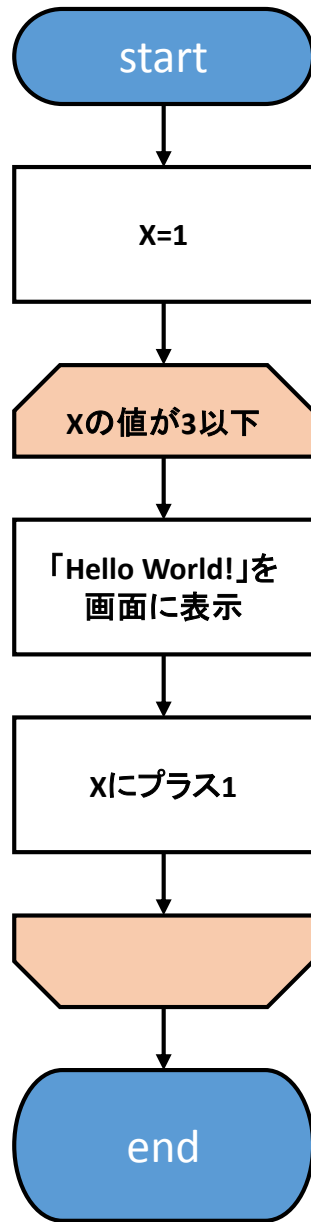 start
X=1
Xの値が3以下
「Hello World!」を
画面に表示
Xにプラス1
end